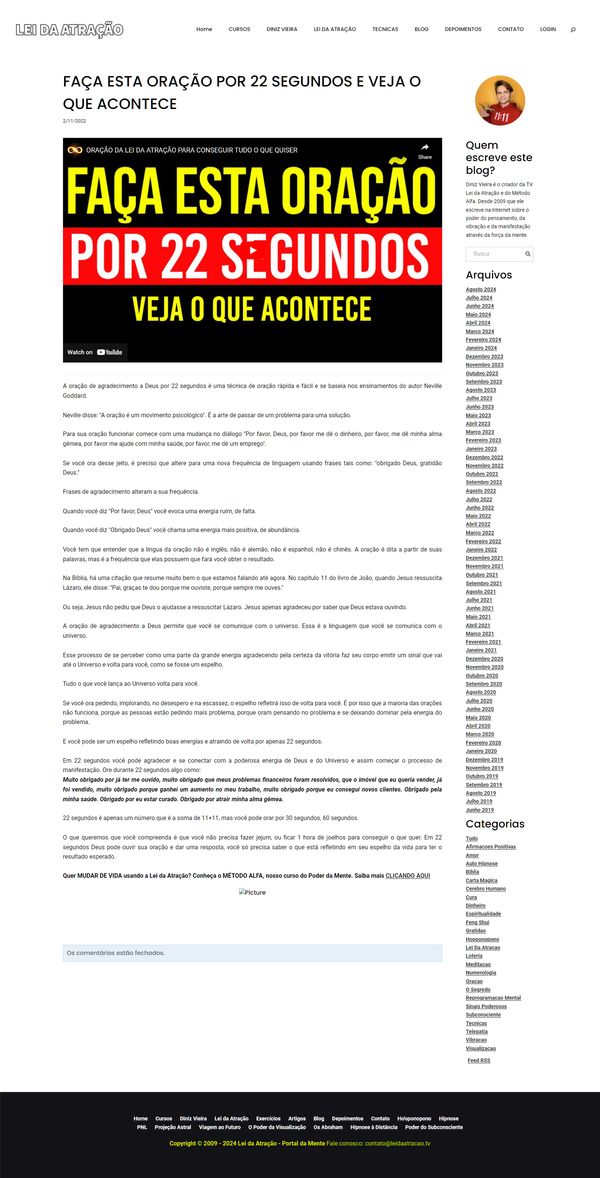 LEI DA ATRAÇÃO
Home CURSOS DINIZ VIEIRA LEI DA ATRAÇÃO TECNICAS BLOG DEPOIMENTOS CONTATO LOGIN
FAÇA ESTA ORAÇÃO POR 22 SEGUNDOS E VEJA O
QUE ACONTECE
2/11/2022
ORAÇÃO DA LEI DA ATRAÇÃO PARA CONSEGUIR TUDO O QUE QUISER
Share
FAÇA ESTA ORAÇÃO
POR 22 SEGUNDOS
VEJA O QUE ACONTECE
Watch on YouTube
A oração de agradecimento a Deus por 22 segundos é uma técnica de oração rápida e fácil e se baseia nos ensinamentos do autor Neville
Goddard.
Neville disse: "A oração é um movimento psicológico". É a arte de passar de um problema para uma solução.
Para sua oração funcionar comece com uma mudança no diálogo "Por favor, Deus, por favor me dê o dinheiro, por favor, me dê minha alma
gêmea, por favor me ajude com minha saúde, por favor, me dê um emprego".
Se você ora desse jeito, é preciso que altere para uma nova frequência de linguagem usando frases tais como: "obrigado Deus, gratidão
Deus."
Frases de agradecimento alteram a sua frequência.
Quando você diz "Por favor, Deus" você evoca uma energia ruim, de falta.
Quando você diz "Obrigado Deus" você chama uma energia mais positiva, de abundância.
Você tem que entender que a língua da oração não é inglês, não é alemão, não é espanhol, não é chinês. A oração é dita a partir de suas
palavras, mas é a frequência que elas possuem que fará você obter o resultado.
Na Bíblia, há uma citação que resume muito bem o que estamos falando até agora. No capítulo 11 do livro de João, quando Jesus ressuscita
Lázaro, ele disse: "Pai, graças te dou porque me ouviste, porque sempre me ouves."
Ou seja, Jesus não pediu que Deus o ajudasse a ressuscitar Lázaro. Jesus apenas agradeceu por saber que Deus estava ouvindo.
A oração de agradecimento a Deus permite que você se comunique com o universo. Essa é a linguagem que você se comunica com o
universo.
Esse processo de se perceber como uma parte da grande energia agradecendo pela certeza da vitória faz seu corpo emitir um sinal que vai
até o Universo e volta para você, como se fosse um espelho.
Tudo o que você lança ao Universo volta para você.
Se você ora pedindo, implorando, no desespero e na escassez, o espelho refletirá isso de volta para você. É por isso que a maioria das orações
não funciona, porque as pessoas estão pedindo mais problema, porque oram pensando no problema e se deixando dominar pela energia do
problema.
E você pode ser um espelho refletindo boas energias e atraindo de volta por apenas 22 segundos.
Em 22 segundos você pode agradecer e se conectar com a poderosa energia de Deus e do Universo e assim começar o processo de
manifestação. Ore durante 22 segundos algo como:
Muito obrigado por já ter me ouvido, muito obrigado que meus problemas financeiros foram resolvidos, que o imóvel que eu queria vender, já
foi vendido, muito obrigado porque ganhei um aumento no meu trabalho, muito obrigado porque eu consegui novos clientes. Obrigado pela
minha saúde. Obrigado por eu estar curado. Obrigado por atrair minha alma gêmea.
22 segundos é apenas um número que é a soma de 11+11, mas você pode orar por 30 segundos, 60 segundos.
O que queremos que você compreenda é que você não precisa fazer jejum, ou ficar 1 hora de joelhos para conseguir o que quer. Em 22
segundos Deus pode ouvir sua oração e dar uma resposta, você só precisa saber o que está refletindo em seu espelho da vida para ter o
resultado esperado.
Quer MUDAR DE VIDA usando a Lei da Atração? Conheça o MÉTODO ALFA, nosso curso do Poder da Mente. Saiba mais CLICANDO AQUI
Picture
Os comentários estão fechados.
11:11
Quem
escreve este
blog?
Diniz Vieira é o criador da TV
Lei da Atração e do Método
Alfa. Desde 2009 que ele
escreve na Internet sobre o
poder do pensamento, da
vibração e da manifestação
através da força da mente.
Busca
Arquivos
Agosto 2024
Julho 2024
Junho 2024
Maio 2024
Abril 2024
Março 2024
Fevereiro 2024
Janeiro 2024
Dezembro 2023
Novembro 2023
Outubro 2023
Setembro 2023
Agosto 2023
Julho 2023
Junho 2023
Maio 2023
Abril 2023
Março 2023
Fevereiro 2023
Janeiro 2023
Dezembro 2022
Novembro 2022
Outubro 2022
Setembro 2022
Agosto 2022
Julho 2022
Junho 2022
Maio 2022
Abril 2022
Março 2022
Fevereiro 2022
Janeiro 2022
Dezembro 2021
Novembro 2021
Outubro 2021
Setembro 2021
Agosto 2021
Julho 2021
Junho 2021
Maio 2021
Abril 2021
Março 2021
Fevereiro 2021
Janeiro 2021
Dezembro 2020
Novembro 2020
Outubro 2020
Setembro 2020
Agosto 2020
Julho 2020
Junho 2020
Maio 2020
Abril 2020
Março 2020
Fevereiro 2020
Janeiro 2020
Dezembro 2019
Novembro 2019
Outubro 2019
Setembro 2019
Agosto 2019
Julho 2019
Junho 2019
Categorias
Tudo
Afirmacoes Positivas
Amor
Auto Hipnose
Biblia
Carta Magica
Cerebro Humano
Cura
Dinheiro
Espiritualidade
Feng Shui
Gratidao
Hooponopono
Lei Da Atracao
Loteria
Meditacao
Numerologia
Oracao
O Segredo
Reprogramacao Mental
Sinais Poderosos
Subconsciente
Tecnicas
Telepatia
Vibracao
Visualizacao
Feed RSS
Home Cursos Diniz Vieira Lei da Atração Exercícios Artigos Blog Depoimentos Contato Ho'oponopono Hipnose
PNL Projeção Astral Viagem ao Futuro O Poder da Visualização Os Abraham Hipnose à Distância Poder do Subconsciente
Copyright © 2009 - 2024 Lei da Atração - Portal da Mente Fale conosco: contato@leidaatracao.tv